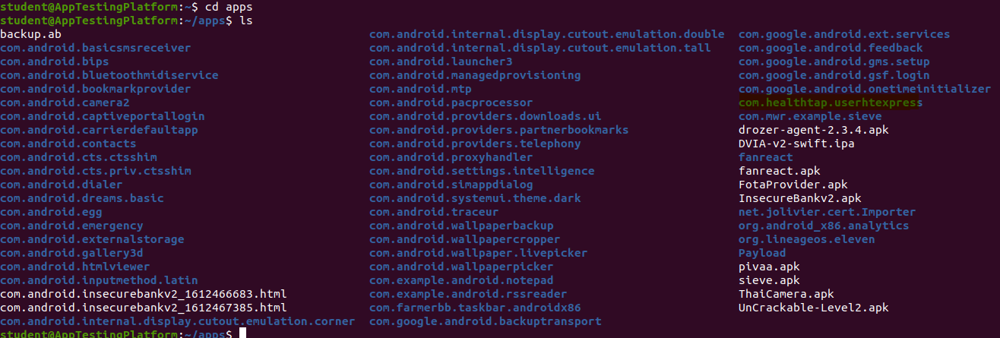 student@AppTestingPlatform:~$ cd apps
student@AppTestingPlatform:~/apps$ ls
backup.ab com.android.internal.display.cutout.emulation.double com.google.android.ext.services
com.android.basicsmsreceiver com.android.internal.display.cutout.emulation.tall com.google.android.feedback
com.android.bips com.android.launcher3 com.google.android.gms.setup
com.android.bluetoothmidiservice com.android.managedprovisioning com.google.android.gsf.login
com.android.bookmarkprovider com.android.mtp com.google.android.onetimeinitializer
com.android.camera2 com.android.pacprocessor com.healthtap.userhtexpress
com.android.captiveportallogin com.android.providers.downloads.ui com.mwr.example.sieve
com.android.carrierdefaultapp com.android.providers.partnerbookmarks drozer-agent-2.3.4.apk
com.android.contacts com.android.providers.telephony DVIA-v2-swift.ipa
com.android.cts.ctsshim com.android.proxyhandler fanreact
com.android.cts.priv.ctsshim com.android.settings.intelligence fanreact.apk
com.android.dialer com.android.simappdialog FotaProvider.apk
com.android.dreams.basic com.android.systemui.theme.dark InsecureBankv2.apk
com.android.egg com.android.traceur net.jolivier.cert.Importer
com.android.emergency com.android.wallpaperbackup org.android_x86.analytics
com.android.externalstorage com.android.wallpapercropper org.lineageos.eleven
com.android.gallery3d com.android.wallpaper.livepicker Payload
com.android.htmlviewer com.android.wallpaperpicker pivaa.apk
com.android.inputmethod.latin com.example.android.notepad sieve.apk
com.android.insecurebankv2_1612466683.html com.example.android.rssreader ThaiCamera.apk
com.android.insecurebankv2_1612467385.html com.farmerbb.taskbar.androidx86 UnCrackable-Level2.apk
com.android.internal.display.cutout.emulation.corner com.google.android.backuptransport
student@AppTestingPlatform:~/apps$